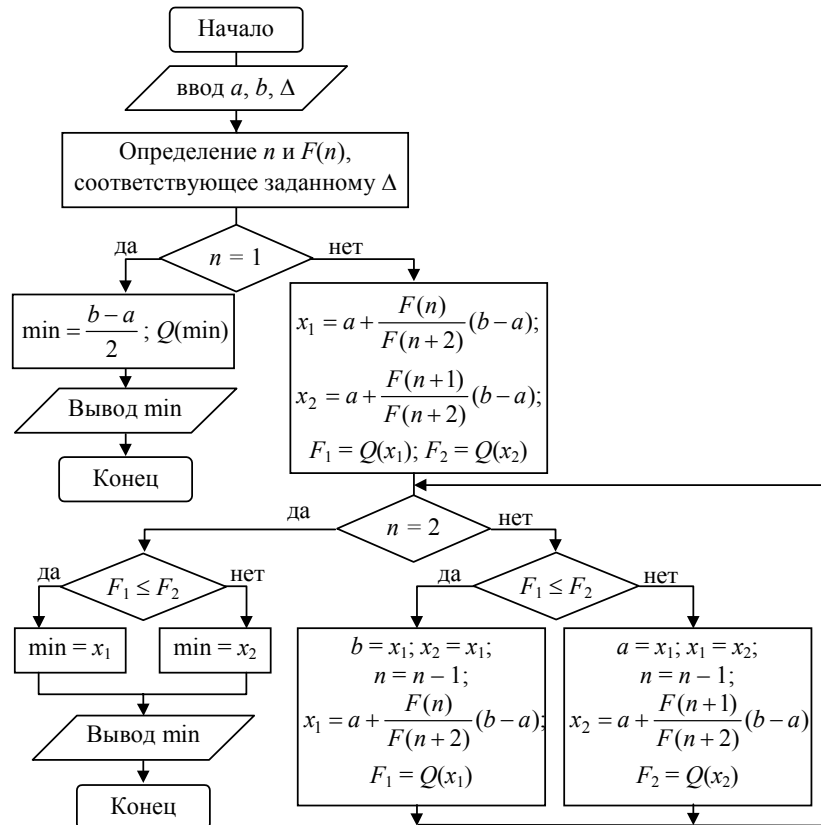 Начало
ввод a, b, Δ
Определение n и F(n),
соответствующее заданному Δ
да
n = 1
нет
min = (b − a)/2 ; Q(min)
Вывод min
Конец
x₁ = a + F(n)/F(n+2) (b − a);
x₂ = a + F(n+1)/F(n+2) (b − a);
F₁ = Q(x₁); F₂ = Q(x₂)
да
n = 2
нет
да
F₁ ≤ F₂
нет
min = x₁
min = x₂
Вывод min
Конец
да
F₁ ≤ F₂
нет
b = x₁; x₂ = x₁;
n = n − 1;
x₁ = a + F(n)/F(n+2) (b − a);
F₁ = Q(x₁)
a = x₁; x₁ = x₂;
n = n − 1;
x₂ = a + F(n+1)/F(n+2) (b − a)
F₂ = Q(x₂)